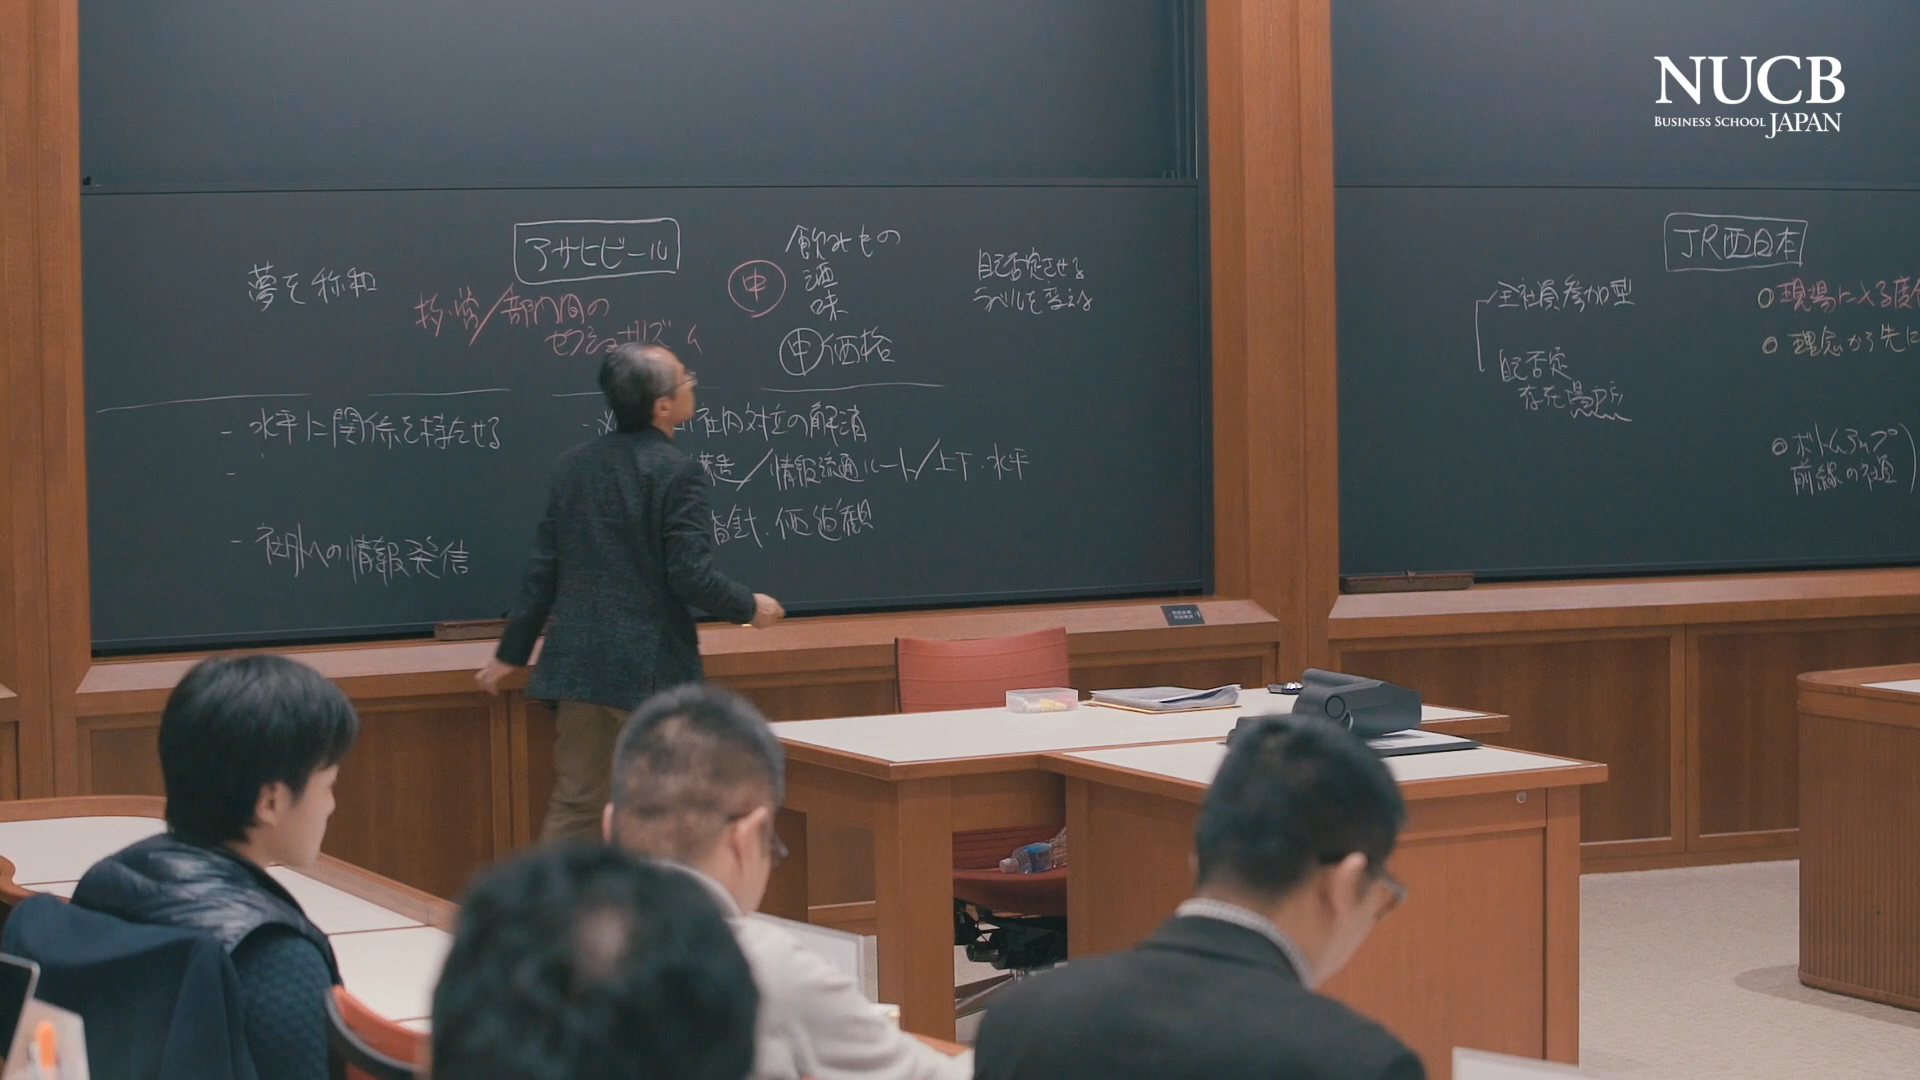 NUCB
BUSINESS SCHOOL JAPAN
アサヒビール
夢を
部門間の
セクショナリズム
中
飲みもの
酒
味
中 価格
自己否定させる
ラベルを変える
- 水平に関係を持たせる
-
- 社外への情報発信
社内対立の解消
構造/情報流通ルート/上下・水平
指針・価値観
JR西日本
全社員参加型
自己否定
存在場所
現場による
理念から先に
ボトムアップ
前線の社員